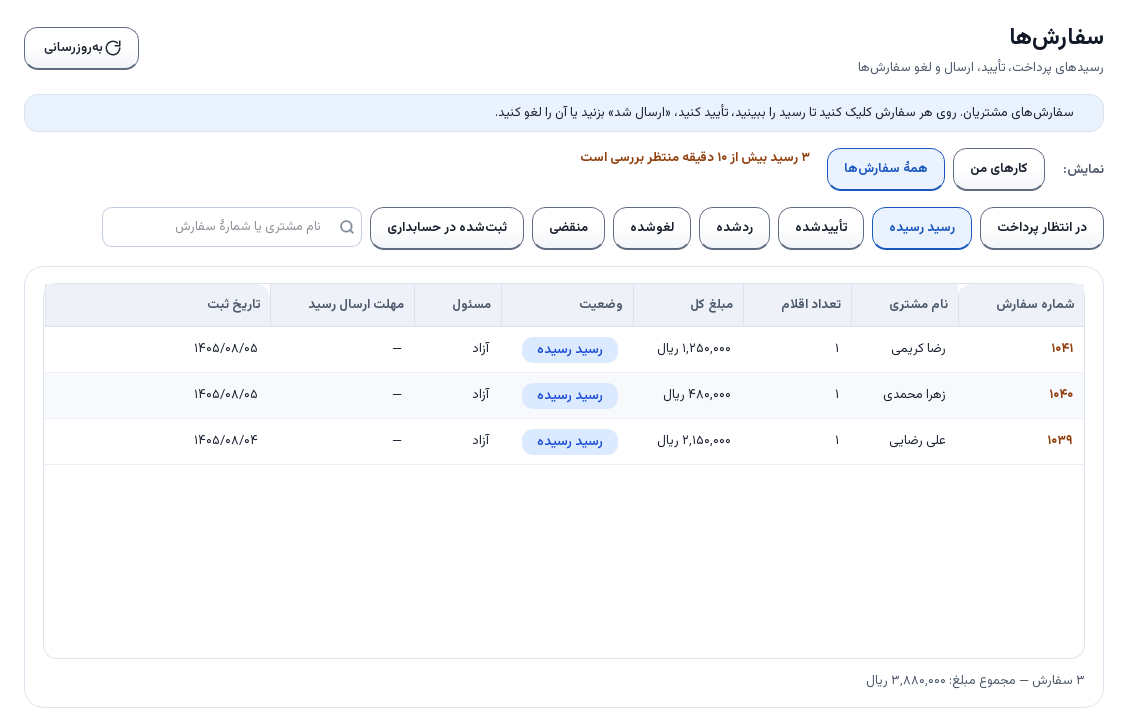 سفارش‌ها
رسیدهای پرداخت، تأیید، ارسال و لغو سفارش‌ها
به‌روزرسانی
سفارش‌های مشتریان. روی هر سفارش کلیک کنید تا رسید را ببینید، تأیید کنید، «ارسال شد» بزنید یا آن را لغو کنید.
نمایش: کارهای من همهٔ سفارش‌ها ۳ رسید بیش از ۱۰ دقیقه منتظر بررسی است
در انتظار پرداخت رسید رسیده تأییدشده ردشده لغوشده منقضی ثبت‌شده در حسابداری نام مشتری یا شمارهٔ سفارش
شماره سفارش نام مشتری تعداد اقلام مبلغ کل وضعیت مسئول مهلت ارسال رسید تاریخ ثبت
۱۰۴۱ رضا کریمی ۱ ۱,۲۵۰,۰۰۰ ریال رسید رسیده آزاد — ۱۴۰۵/۰۸/۰۵
۱۰۴۰ زهرا محمدی ۱ ۴۸۰,۰۰۰ ریال رسید رسیده آزاد — ۱۴۰۵/۰۸/۰۵
۱۰۳۹ علی رضایی ۱ ۲,۱۵۰,۰۰۰ ریال رسید رسیده آزاد — ۱۴۰۵/۰۸/۰۴
۳ سفارش — مجموع مبلغ: ۳,۸۸۰,۰۰۰ ریال